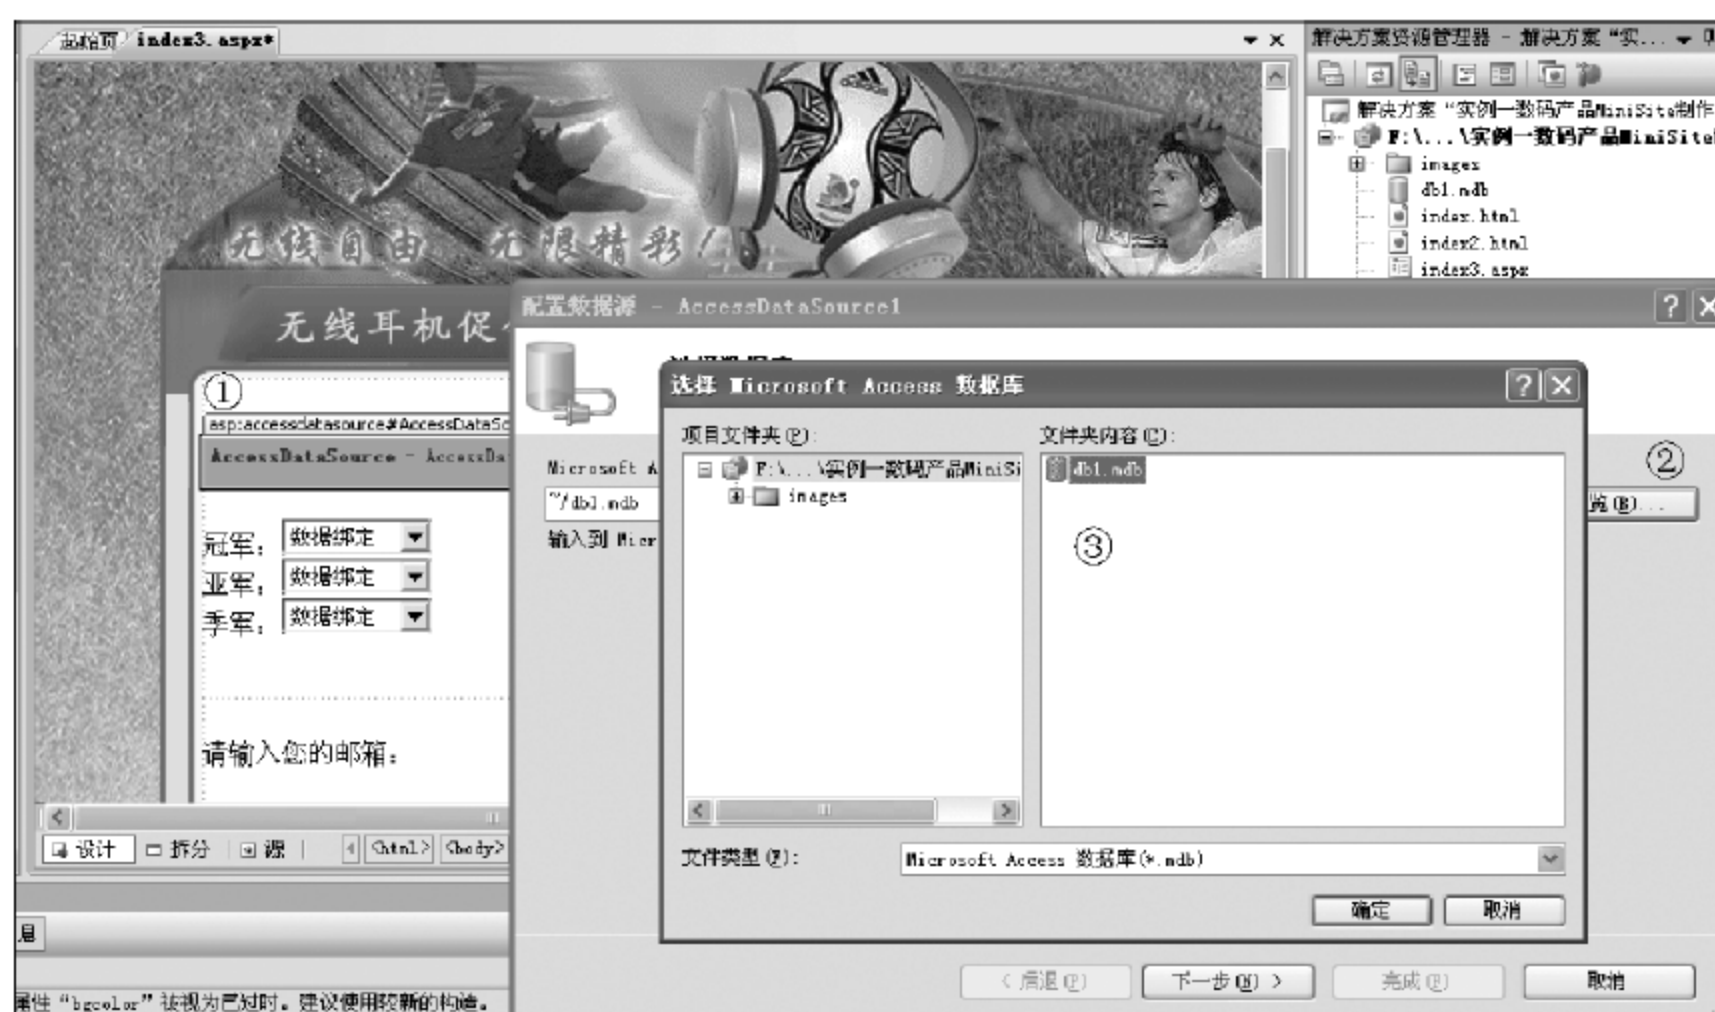 起始页 index3.aspx*
解决方案资源管理器 - 解决方案 “实...
解决方案 “实例一数码产品MiniSite制作
F:\...\实例一数码产品MiniSite
images
db1.mdb
index.html
index2.html
index3.aspx
无线自由 无限精彩!
无线耳机促
配置数据源 - AccessDataSource1
①
asp:accessdatasource#AccessDataSo
AccessDataSource - AccessDa
选择 Microsoft Access 数据库
项目文件夹(P):
文件夹内容(C):
F:\...\实例一数码产品MiniSi
images
db1.mdb
③
②
Microsoft A
~/db1.mdb
览(B)...
输入到 Micr
冠军: 数据绑定
亚军: 数据绑定
季军: 数据绑定
请输入您的邮箱:
文件类型(F):
Microsoft Access 数据库(*.mdb)
确定 取消
设计 拆分 源 <html> <body>
息
< 后退(P) 下一步(N) > 完成(F) 取消
属性 “bgcolor” 被视为已过时。建议使用较新的构造。